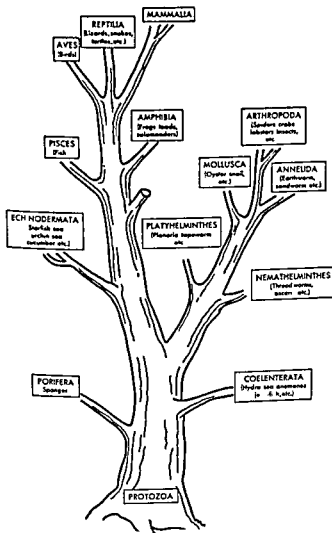 MAMMALIA
REPTILIA
(Lizards, snakes,
turtles, etc.)
AVES
(Birds)
AMPHIBIA
(Frogs toads,
salamanders)
ARTHROPODA
(Spiders crabs
lobsters insects,
etc
PISCES
(Fish
MOLLUSCA
(Oyster snail,
etc.)
ANNELIDA
(Earthworm,
sandworm etc.)
ECHINODERMATA
(Starfish sea
urchin sea
cucumber etc.)
PLATYHELMINTHES
(Planaria tapeworm
etc
NEMATHELMINTHES
(Thread worms,
etc.)
PORIFERA
Sponges
COELENTERATA
(Hydra sea anemones
etc.)
PROTOZOA